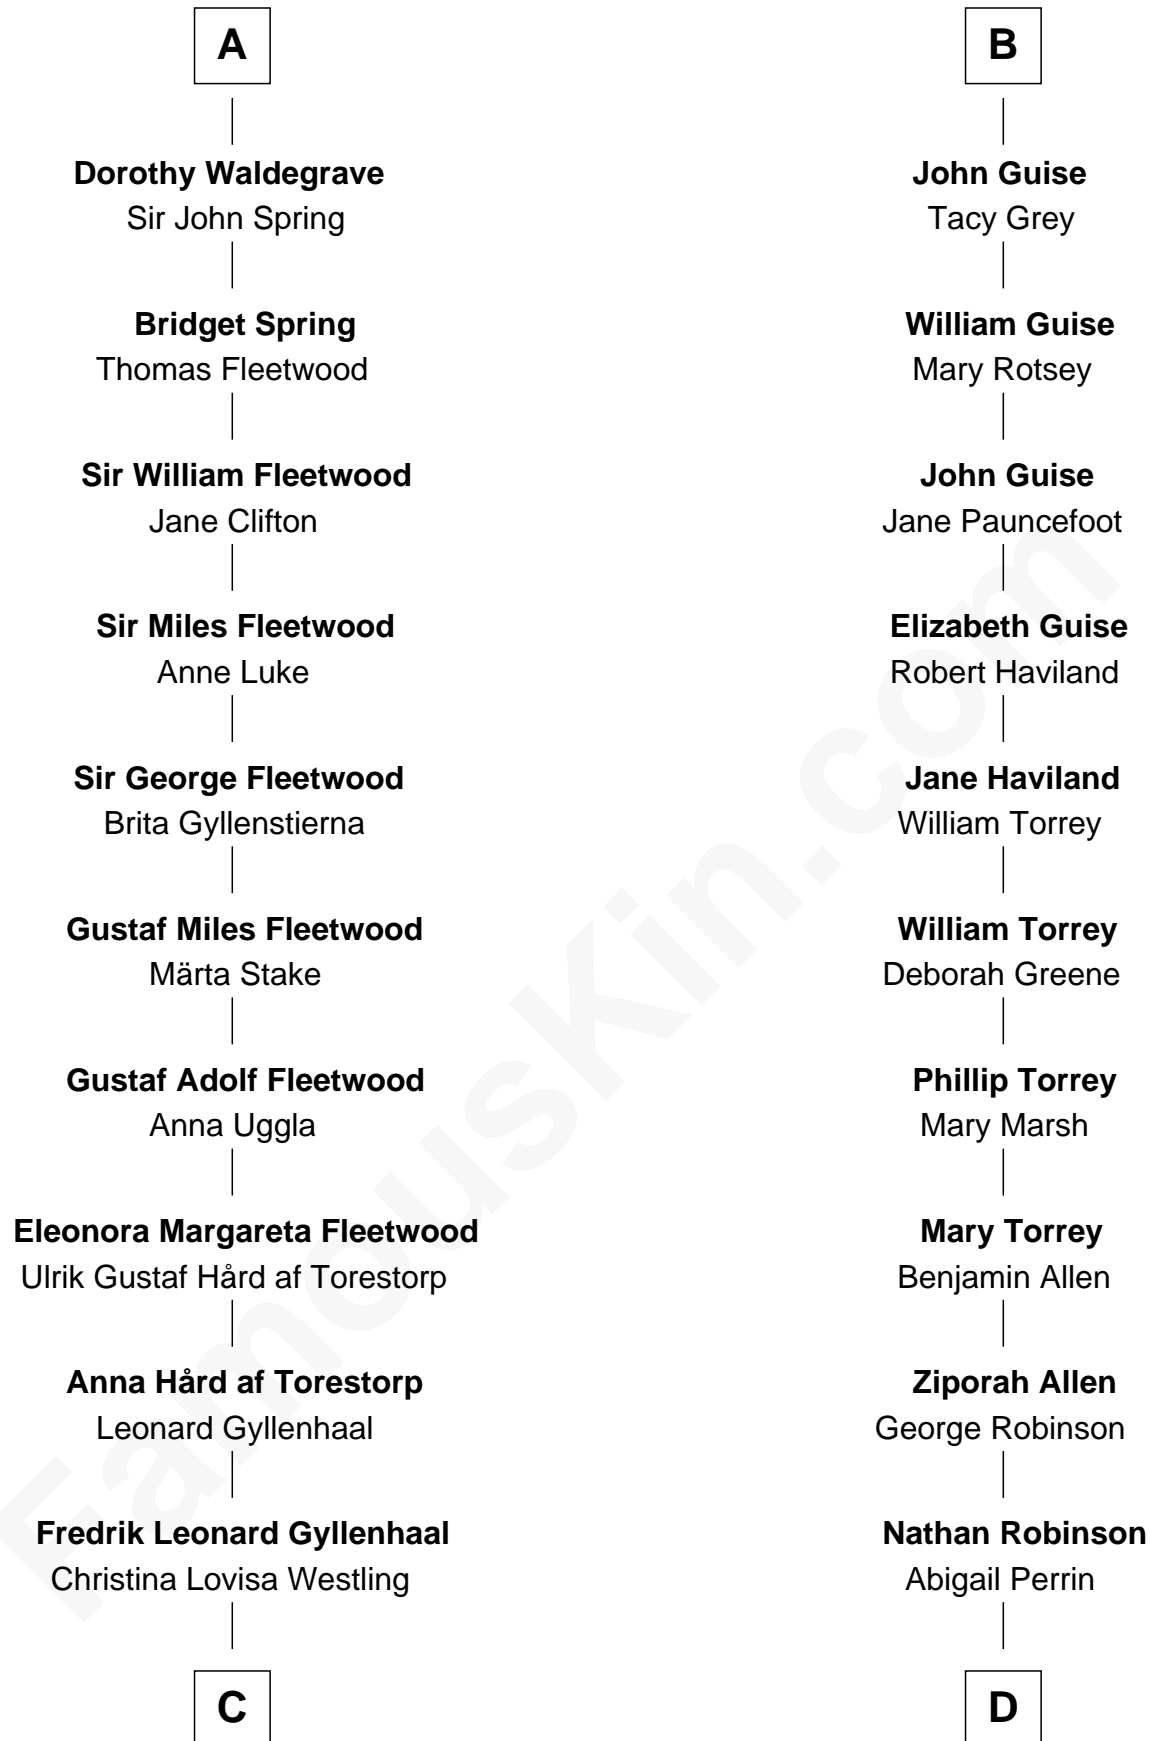 A
Dorothy Waldegrave
Sir John Spring
Bridget Spring
Thomas Fleetwood
Sir William Fleetwood
Jane Clifton
Sir Miles Fleetwood
Anne Luke
Sir George Fleetwood
Brita Gyllenstierna
Gustaf Miles Fleetwood
Märta Stake
Gustaf Adolf Fleetwood
Anna Uggla
Eleonora Margareta Fleetwood
Ulrik Gustaf Hård af Torestorp
Anna Hård af Torestorp
Leonard Gyllenhaal
Fredrik Leonard Gyllenhaal
Christina Lovisa Westling
C
B
John Guise
Tacy Grey
William Guise
Mary Rotsey
John Guise
Jane Pauncefoot
Elizabeth Guise
Robert Haviland
Jane Haviland
William Torrey
William Torrey
Deborah Greene
Phillip Torrey
Mary Marsh
Mary Torrey
Benjamin Allen
Ziporah Allen
George Robinson
Nathan Robinson
Abigail Perrin
D
FamousKin.com